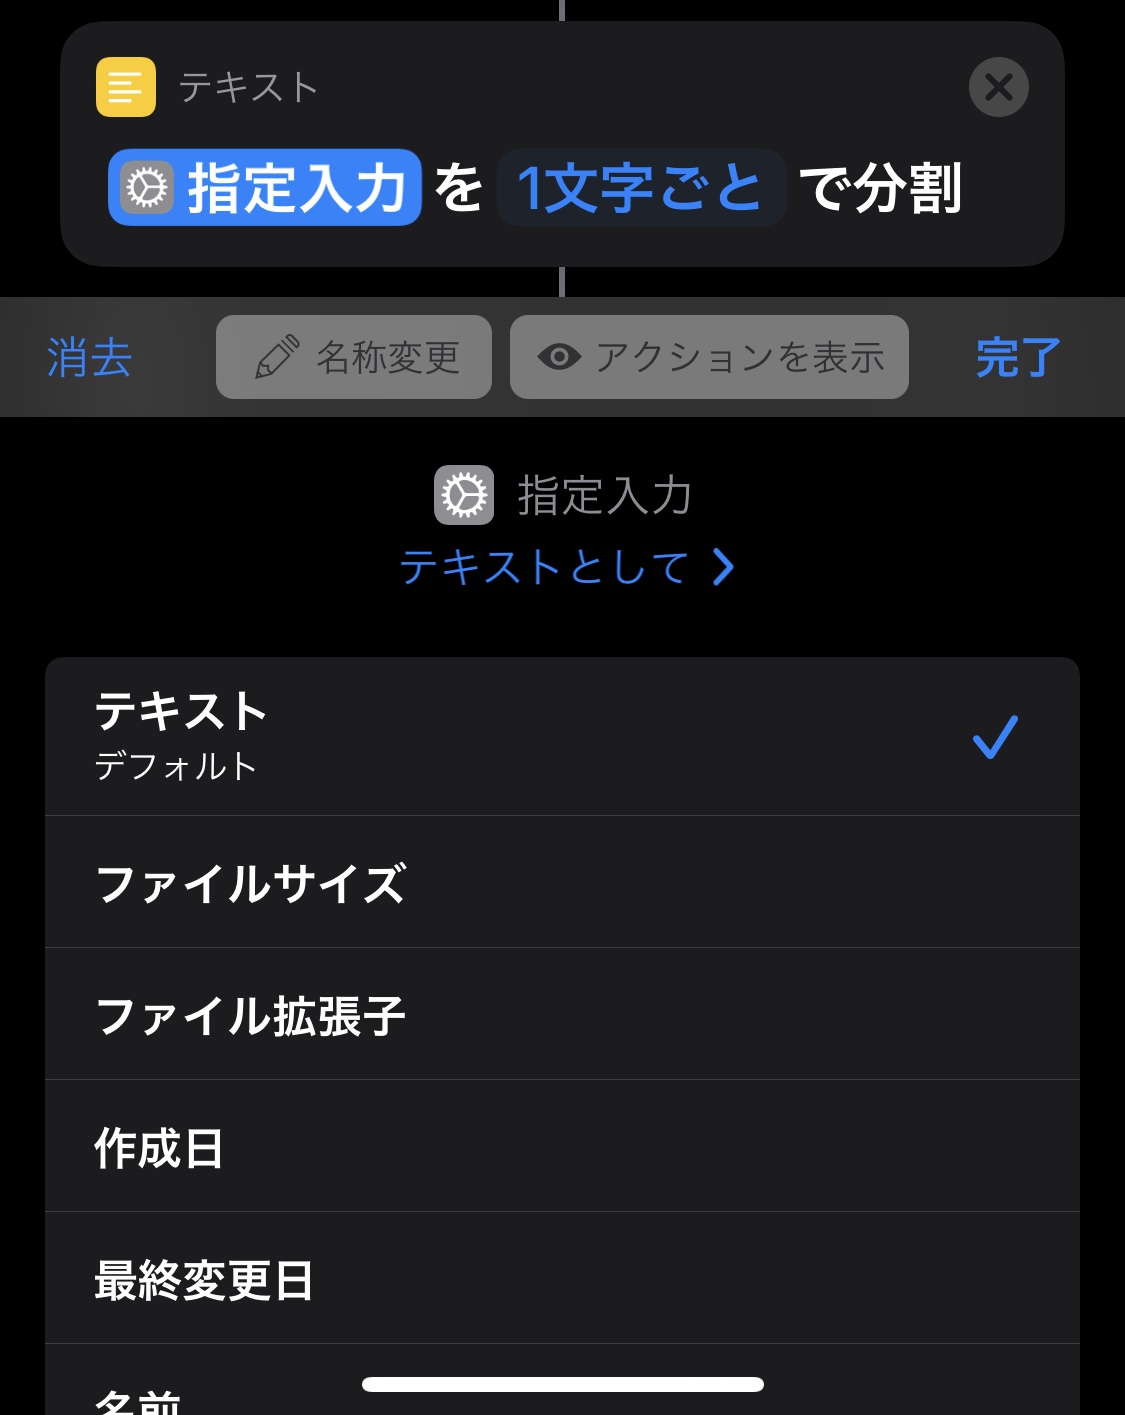 テキスト
指定入力 を 1文字ごと で分割
消去 名称変更 アクションを表示 完了
指定入力
テキストとして
テキスト
デフォルト
ファイルサイズ
ファイル拡張子
作成日
最終変更日
名前